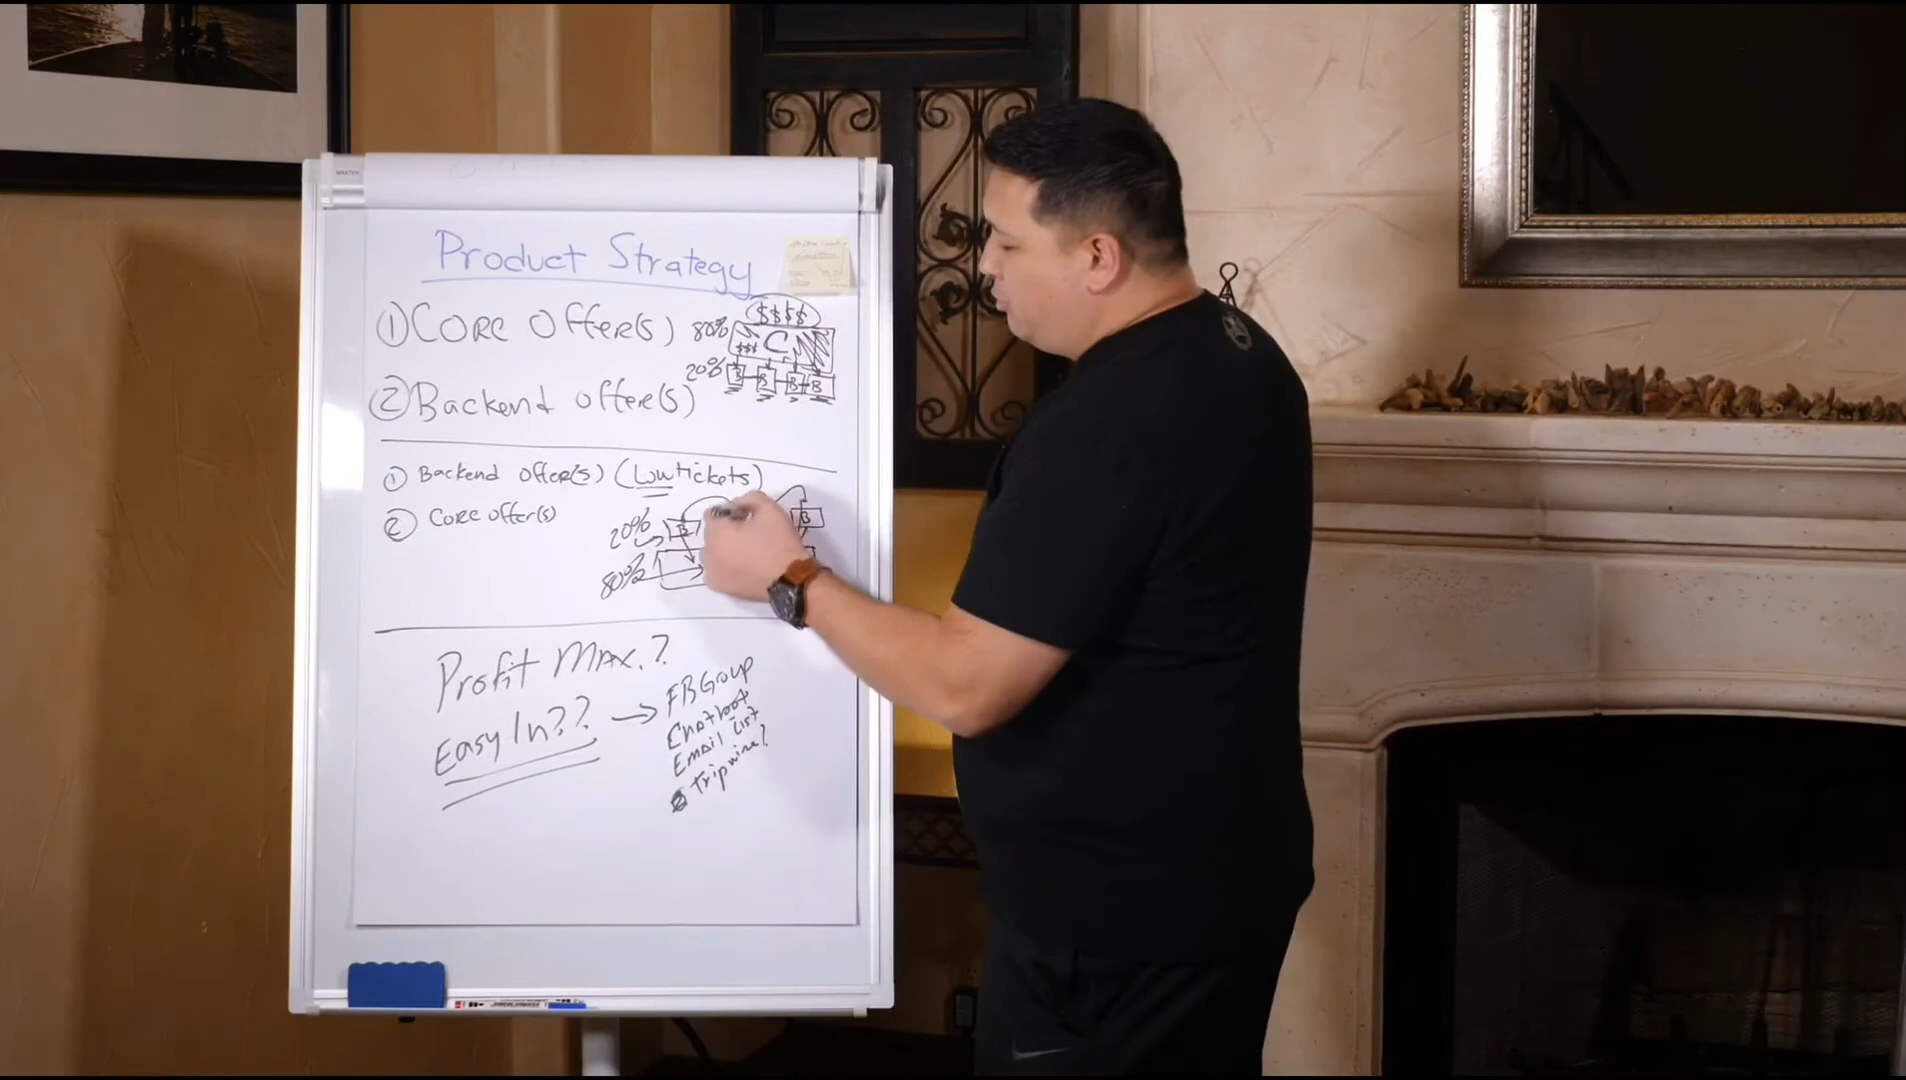 Product Strategy
① Core offer(s)
$$$$
80%
$$$ C
20%
B B B B
② Backend offer(s)
① Backend offer(s) (Low tickets)
② Core offer(s)
20% B B
80%
Profit Max.?
Easy In?? → FB Group
Chatbot
Email List
Tripwire?